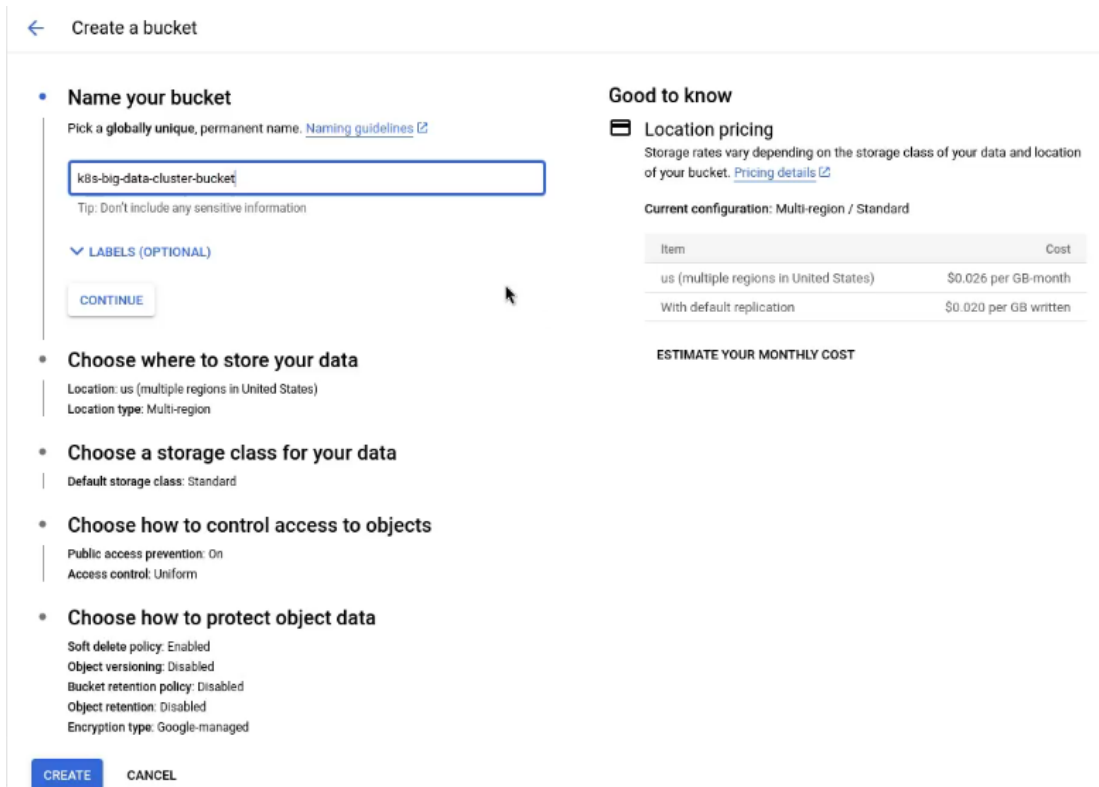 Create a bucket
Name your bucket
Pick a globally unique, permanent name. Naming guidelines
k8s-big-data-cluster-bucket
Tip: Don't include any sensitive information
LABELS (OPTIONAL)
CONTINUE
Choose where to store your data
Location: us (multiple regions in United States)
Location type: Multi-region
Choose a storage class for your data
Default storage class: Standard
Choose how to control access to objects
Public access prevention: On
Access control: Uniform
Choose how to protect object data
Soft delete policy: Enabled
Object versioning: Disabled
Bucket retention policy: Disabled
Object retention: Disabled
Encryption type: Google-managed
CREATE CANCEL
Good to know
Location pricing
Storage rates vary depending on the storage class of your data and location
of your bucket. Pricing details
Current configuration: Multi-region / Standard
Item Cost
us (multiple regions in United States) $0.026 per GB-month
With default replication $0.020 per GB written
ESTIMATE YOUR MONTHLY COST